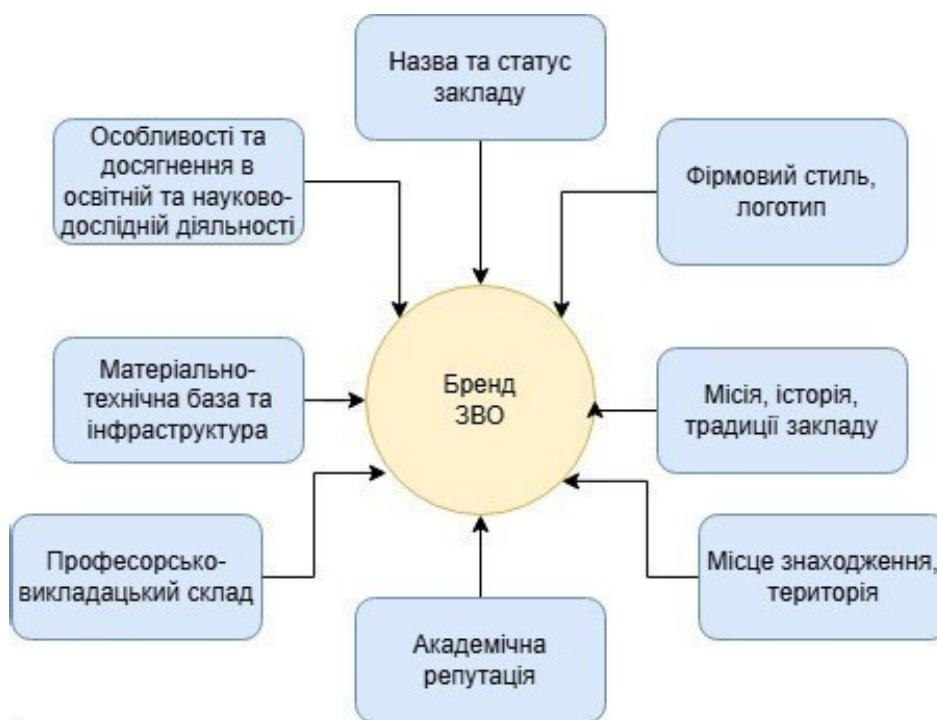 Назва та статус
закладу
Особливості та
досягнення в
освітній та науково-
дослідній діяльності
Фірмовий стиль,
логотип
Матеріально-
технічна база та
інфраструктура
Бренд
ЗВО
Місія, історія,
традиції закладу
Професорсько-
викладацький склад
Місце знаходження,
територія
Академічна
репутація